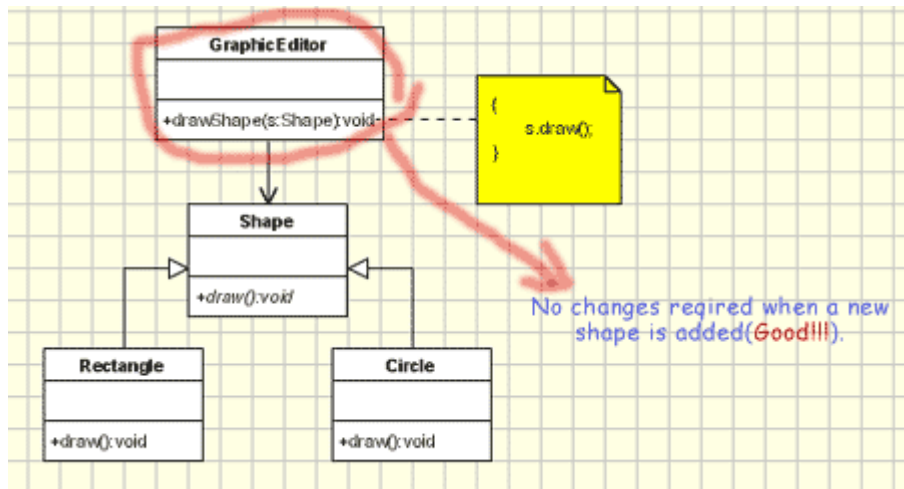 GraphicEditor
+drawShape(s:Shape):void
{
s.draw();
}
Shape
+draw():void
No changes reqired when a new
shape is added(Good!!!).
Rectangle
+draw():void
Circle
+draw():void